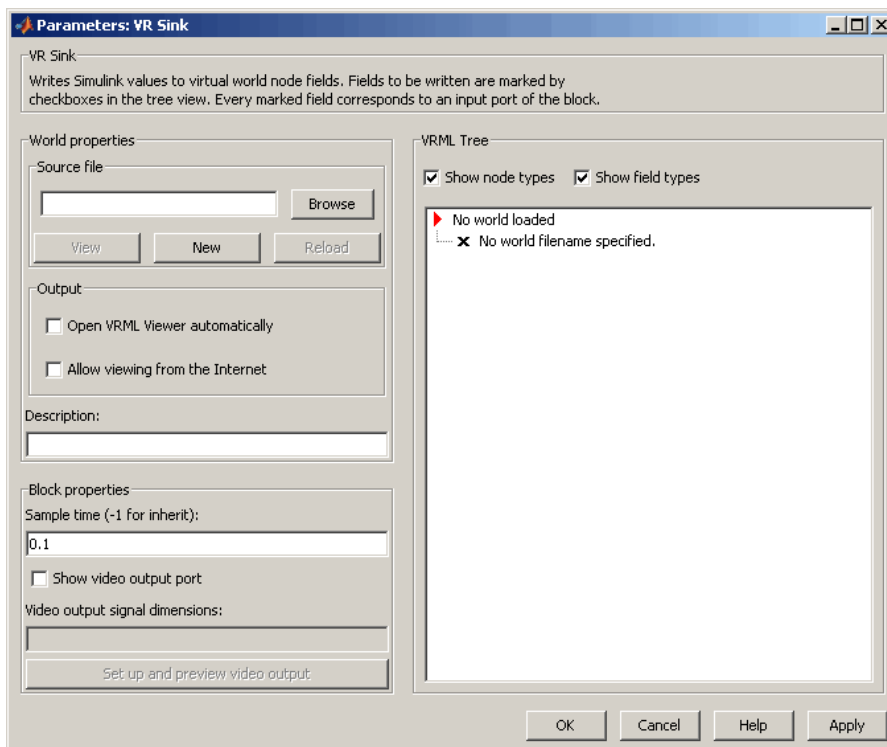 Parameters: VR Sink
VR Sink
Writes Simulink values to virtual world node fields. Fields to be written are marked by
checkboxes in the tree view. Every marked field corresponds to an input port of the block.
World properties
Source file
Browse
View
New
Reload
Output
Open VRML Viewer automatically
Allow viewing from the Internet
Description:
Block properties
Sample time (-1 for inherit):
0.1
Show video output port
Video output signal dimensions:
Set up and preview video output
VRML Tree
Show node types
Show field types
No world loaded
No world filename specified.
OK
Cancel
Help
Apply